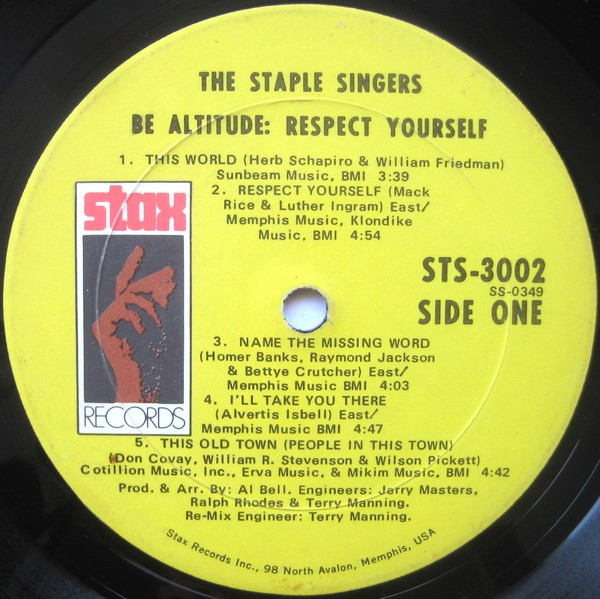 THE STAPLE SINGERS
BE ALTITUDE: RESPECT YOURSELF
1. THIS WORLD (Herb Schapiro & William Friedman)
Sunbeam Music, BMI 3:39
2. RESPECT YOURSELF (Mack
Rice & Luther Ingram) East/
Memphis Music, Klondike
Music, BMI 4:54
stax
RECORDS
STS-3002
SS-0349
SIDE ONE
3. NAME THE MISSING WORD
(Homer Banks, Raymond Jackson
& Bettye Crutcher) East/
Memphis Music BMI 4:03
4. I'LL TAKE YOU THERE
(Alvertis Isbell) East/
Memphis Music BMI 4:47
5. THIS OLD TOWN (PEOPLE IN THIS TOWN)
(Don Covay, William R. Stevenson & Wilson Pickett)
Cotillion Music, Inc., Erva Music, & Mikim Music, BMI 4:42
Prod. & Arr. By: Al Bell. Engineers: Jerry Masters,
Ralph Rhodes & Terry Manning.
Re-Mix Engineer: Terry Manning.
Stax Records Inc., 98 North Avalon, Memphis, USA